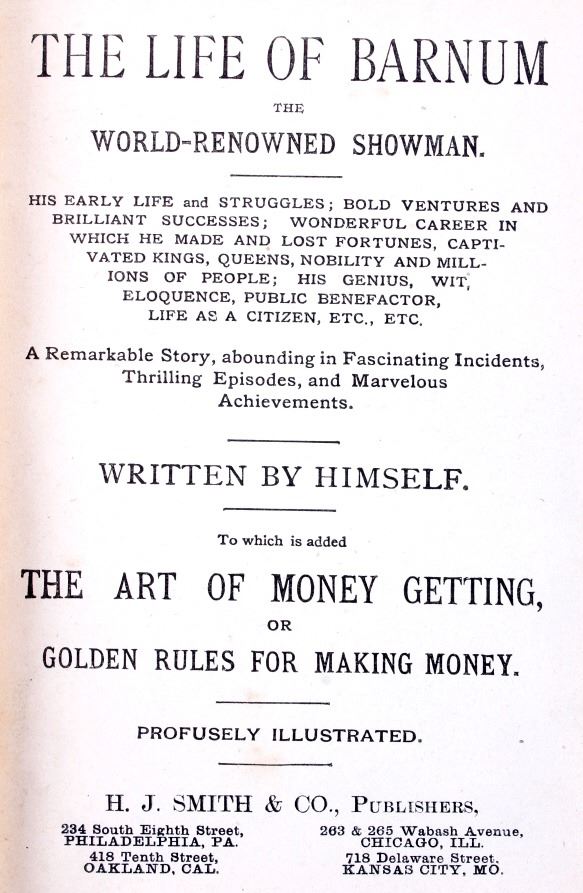 THE LIFE OF BARNUM
THE
WORLD-RENOWNED SHOWMAN.
HIS EARLY LIFE and STRUGGLES; BOLD VENTURES AND
BRILLIANT SUCCESSES; WONDERFUL CAREER IN
WHICH HE MADE AND LOST FORTUNES, CAPTI-
VATED KINGS, QUEENS, NOBILITY AND MILL-
IONS OF PEOPLE; HIS GENIUS, WIT,
ELOQUENCE, PUBLIC BENEFACTOR,
LIFE AS A CITIZEN, ETC., ETC.
A Remarkable Story, abounding in Fascinating Incidents,
Thrilling Episodes, and Marvelous
Achievements.
WRITTEN BY HIMSELF.
To which is added
THE ART OF MONEY GETTING,
OR
GOLDEN RULES FOR MAKING MONEY.
PROFUSELY ILLUSTRATED.
H. J. SMITH & CO., PUBLISHERS,
234 South Eighth Street,
PHILADELPHIA, PA.
418 Tenth Street,
OAKLAND, CAL.
263 & 265 Wabash Avenue,
CHICAGO, ILL.
718 Delaware Street.
KANSAS CITY, MO.